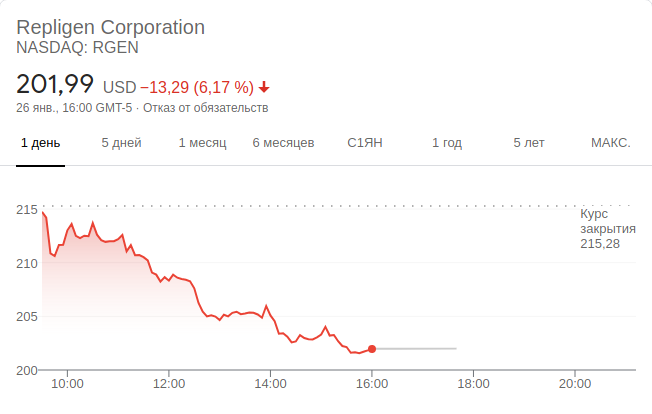 Repligen Corporation
NASDAQ: RGEN
201,99 USD −13,29 (6,17 %)
26 янв., 16:00 GMT-5 · Отказ от обязательств
1 день 5 дней 1 месяц 6 месяцев С1ЯН 1 год 5 лет МАКС.
215
Курс
закрытия
215,28
210
205
200
10:00 12:00 14:00 16:00 18:00 20:00